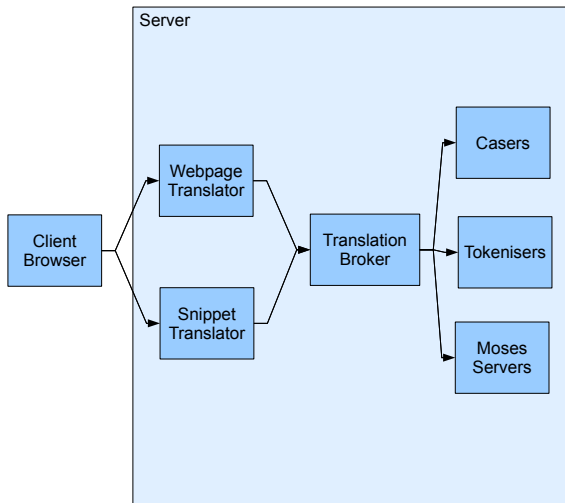 Server
Client
Browser
Webpage
Translator
Snippet
Translator
Translation
Broker
Casers
Tokenisers
Moses
Servers